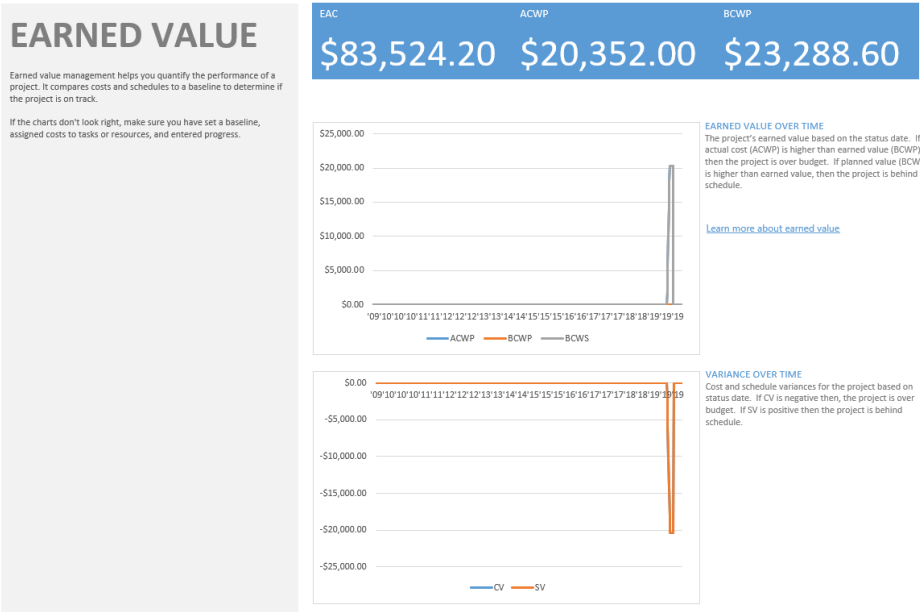 EARNED VALUE
Earned value management helps you quantify the performance of a
project. It compares costs and schedules to a baseline to determine if
the project is on track.
If the charts don't look right, make sure you have set a baseline,
assigned costs to tasks or resources, and entered progress.
EAC
ACWP
BCWP
$83,524.20
$20,352.00
$23,288.60
$25,000.00
$20,000.00
$15,000.00
$10,000.00
$5,000.00
$0.00
'09'10'10'10'11'11'12'12'12'13'13'14'14'15'15'15'16'16'17'17'17'18'18'19'19'19
ACWP
BCWP
BCWS
EARNED VALUE OVER TIME
The project's earned value based on the status date. If
actual cost (ACWP) is higher than earned value (BCWP)
then the project is over budget. If planned value (BCW
is higher than earned value, then the project is behind
schedule.
Learn more about earned value
$0.00
'09'10'10'10'11'11'12'12'12'13'13'14'14'15'15'15'16'16'17'17'17'18'18'19'19'19
-$5,000.00
-$10,000.00
-$15,000.00
-$20,000.00
-$25,000.00
CV
SV
VARIANCE OVER TIME
Cost and schedule variances for the project based on
status date. If CV is negative then, the project is over
budget. If SV is positive then the project is behind
schedule.